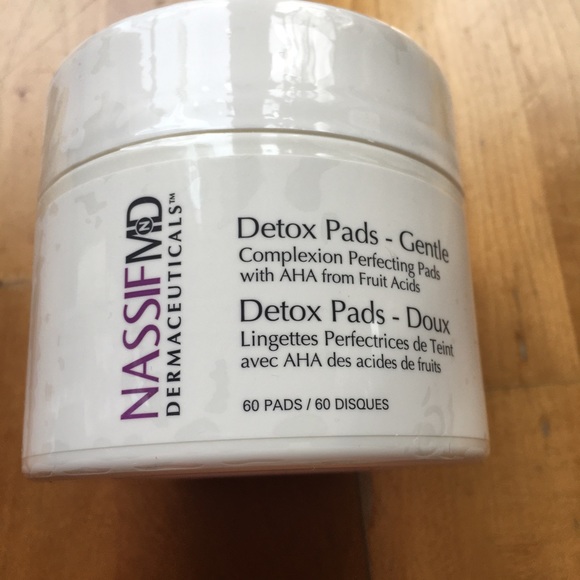 NASSIFMD
DERMACEUTICALS™
Detox Pads - Gentle
Complexion Perfecting Pads
with AHA from Fruit Acids
Detox Pads - Doux
Lingettes Perfectrices de Teint
avec AHA des acides de fruits
60 PADS / 60 DISQUES